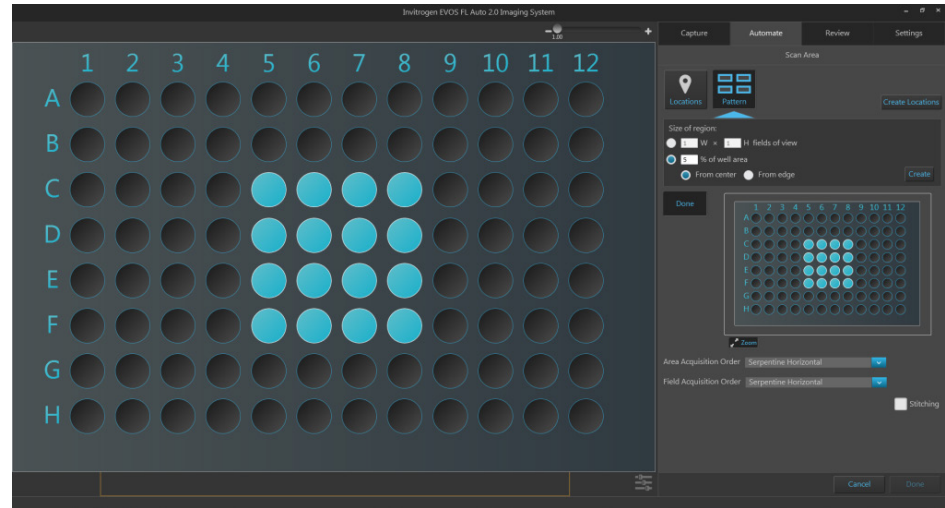 Invitrogen EVOS FL Auto 2.0 Imaging System
1.00
Capture Automate Review Settings
Scan Area
1 2 3 4 5 6 7 8 9 10 11 12
A
B
C
D
E
F
G
H
Locations Pattern Create Locations
Size of region:
1 W × 1 H fields of view
5 % of well area
From center From edge Create
Done
1 2 3 4 5 6 7 8 9 10 11 12
A
B
C
D
E
F
G
H
Zoom
Area Acquisition Order Serpentine Horizontal
Field Acquisition Order Serpentine Horizontal
Stitching
Cancel Done